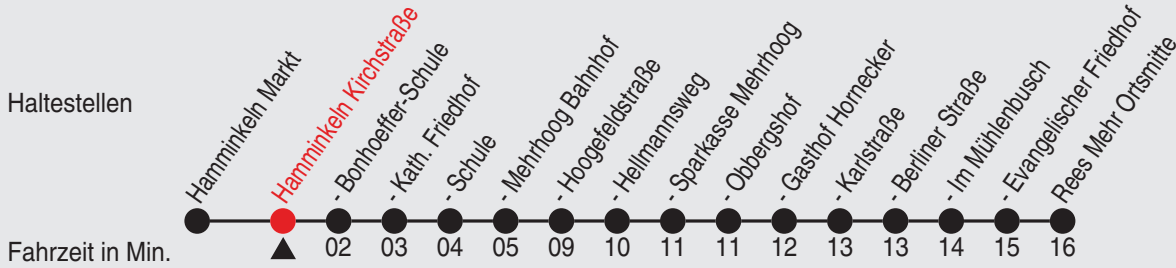 Haltestellen
Hamminkeln Markt
Hamminkeln Kirchstraße
- Bonhoeffer-Schule
- Kath. Friedhof
- Schule
- Mehrhoog Bahnhof
- Hoogefeldstraße
- Hellmannsweg
- Sparkasse Mehrhoog
- Obbergshof
- Gasthof Hornecker
- Karlstraße
- Berliner Straße
- Im Mühlenbusch
- Evangelischer Friedhof
Rees Mehr Ortsmitte
Fahrzeit in Min. 02 03 04 05 09 10 11 11 12 13 13 14 15 16